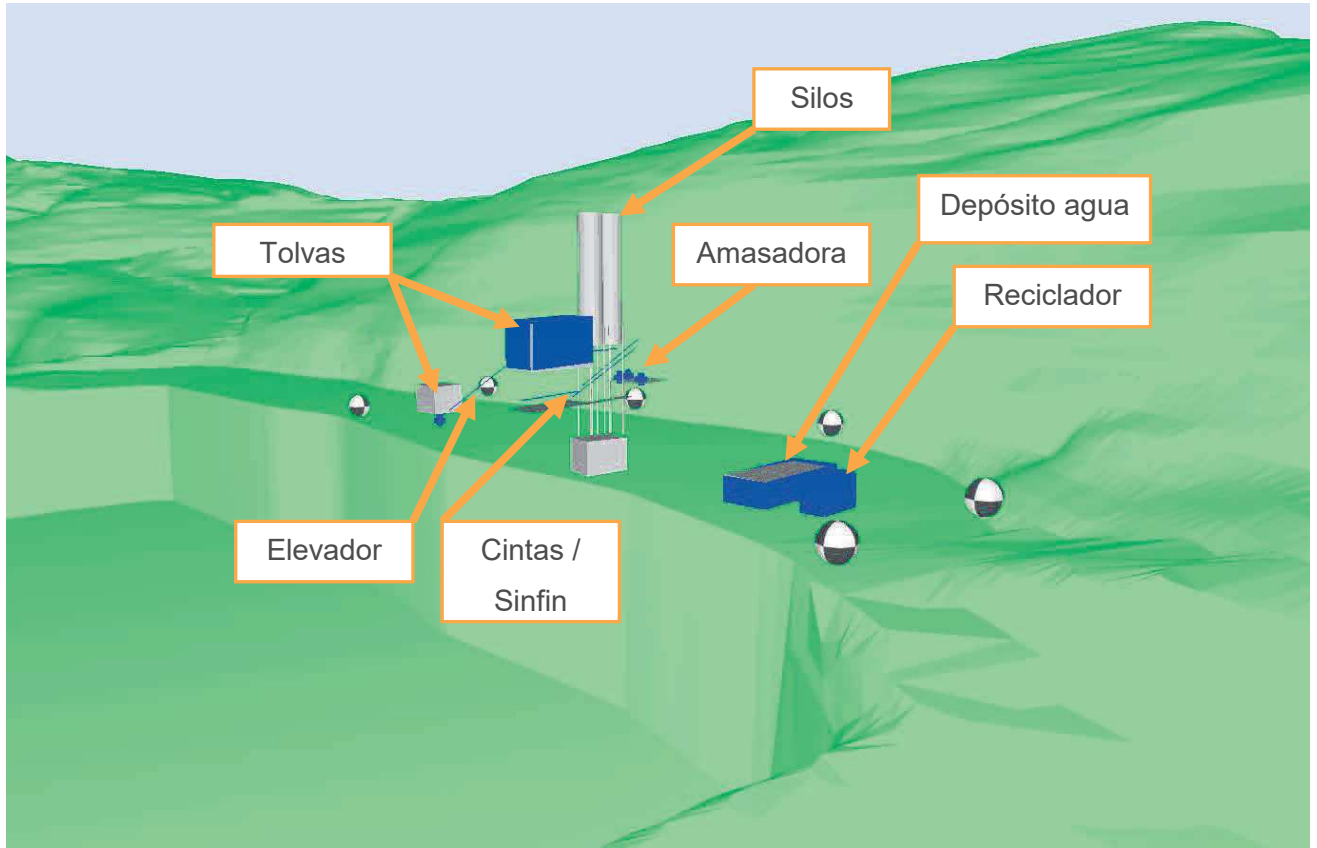 Silos
Depósito agua
Tolvas
Amasadora
Reciclador
Elevador
Cintas /
Sinfin